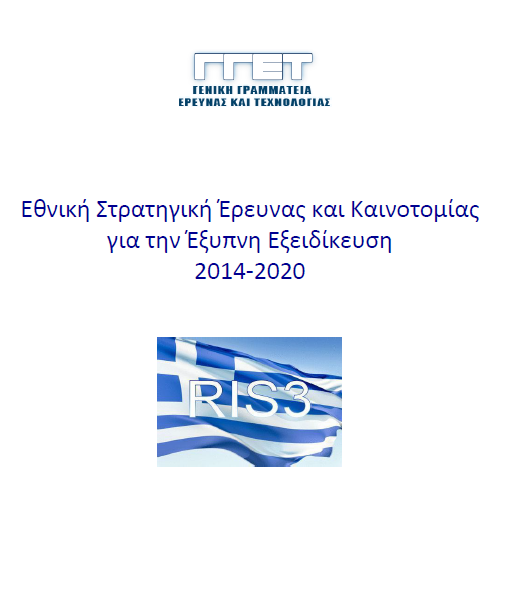 ΓΓΕΤ
ΓΕΝΙΚΗ ΓΡΑΜΜΑΤΕΙΑ
ΕΡΕΥΝΑΣ ΚΑΙ ΤΕΧΝΟΛΟΓΙΑΣ
Εθνική Στρατηγική Έρευνας και Καινοτομίας
για την Έξυπνη Εξειδίκευση
2014-2020
RIS3